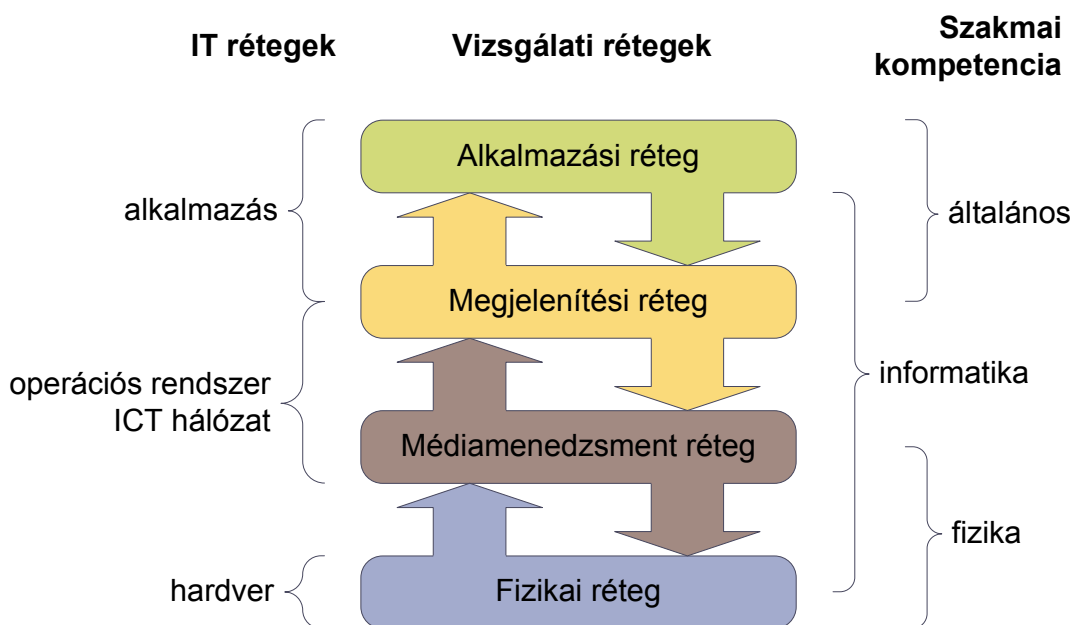 IT rétegek
Vizsgálati rétegek
Szakmai
kompetencia
Alkalmazási réteg
alkalmazás
általános
Megjelenítési réteg
operációs rendszer
ICT hálózat
informatika
Médiamenedzsment réteg
fizika
hardver
Fizikai réteg